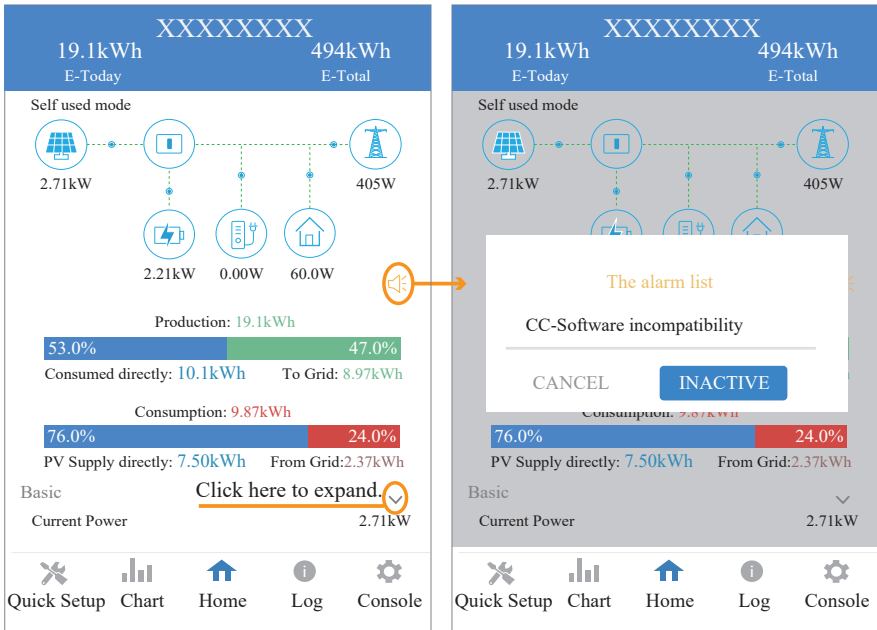 XXXXXXXX
19.1kWh 494kWh
E-Today E-Total
Self used mode
2.71kW 405W
2.21kW 0.00W 60.0W
Production: 19.1kWh
53.0% 47.0%
Consumed directly: 10.1kWh To Grid: 8.97kWh
Consumption: 9.87kWh
76.0% 24.0%
PV Supply directly: 7.50kWh From Grid:2.37kWh
Basic Click here to expand.
Current Power 2.71kW
Quick Setup Chart Home Log Console
XXXXXXXX
19.1kWh 494kWh
E-Today E-Total
Self used mode
2.71kW 405W
The alarm list
CC-Software incompatibility
CANCEL INACTIVE
Consumption: 9.87kWh
76.0% 24.0%
PV Supply directly: 7.50kWh From Grid:2.37kWh
Basic
Current Power 2.71kW
Quick Setup Chart Home Log Console